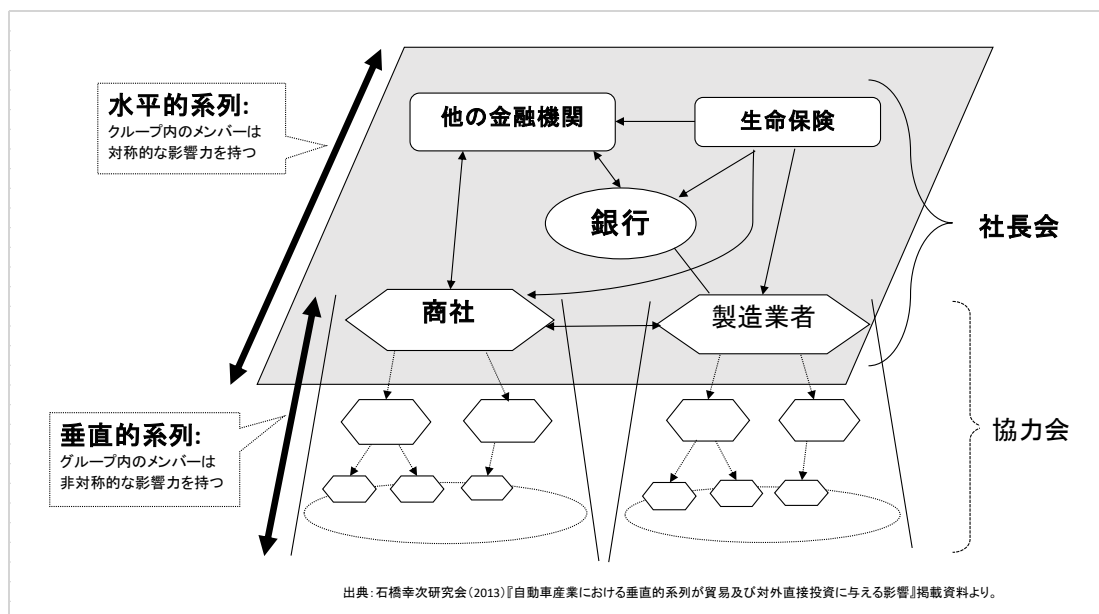 水平的系列:
クループ内のメンバーは
対称的な影響力を持つ
他の金融機関
生命保険
銀行
社長会
商社
製造業者
垂直的系列:
グループ内のメンバーは
非対称的な影響力を持つ
協力会
出典:石橋幸次研究会(2013)『自動車産業における垂直的系列が貿易及び対外直接投資に与える影響』掲載資料より。